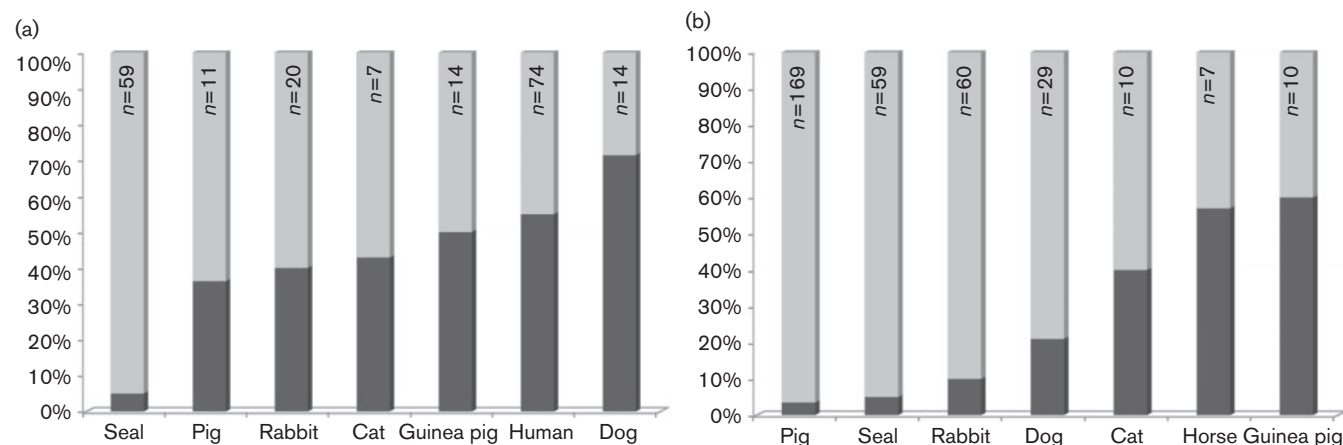 (a)
100%
90%
80%
70%
60%
50%
40%
30%
20%
10%
0%
n=59
n=11
n=20
n=7
n=14
n=74
n=14
Seal Pig Rabbit Cat Guinea pig Human Dog
(b)
100%
90%
80%
70%
60%
50%
40%
30%
20%
10%
0%
n=169
n=59
n=60
n=29
n=10
n=7
n=10
Pig Seal Rabbit Dog Cat Horse Guinea pig